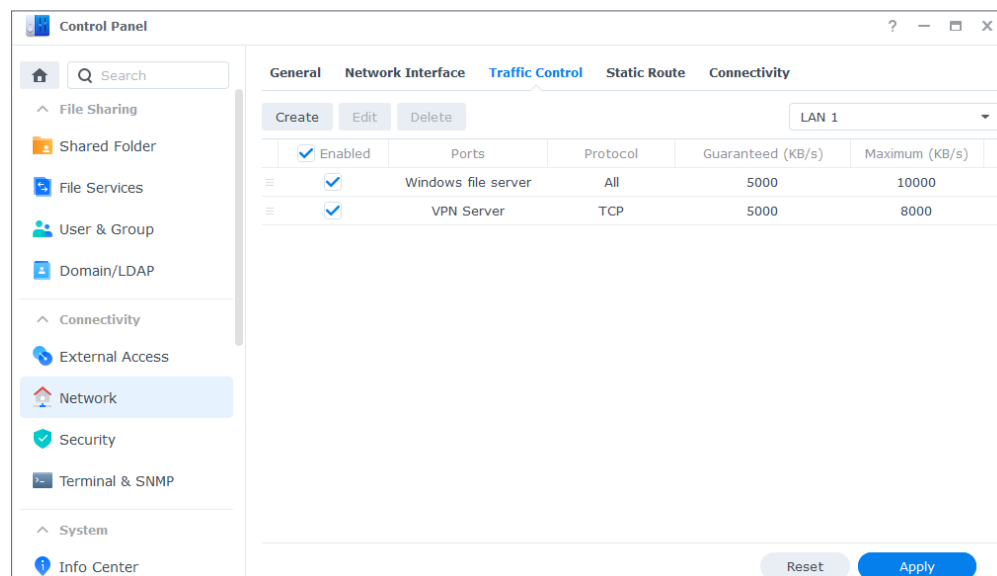 Control Panel
?
Search
General Network Interface Traffic Control Static Route Connectivity
File Sharing
Shared Folder
File Services
User & Group
Domain/LDAP
Connectivity
External Access
Network
Security
Terminal & SNMP
System
Info Center
Create Edit Delete LAN 1
Enabled Ports Protocol Guaranteed (KB/s) Maximum (KB/s)
Windows file server All 5000 10000
VPN Server TCP 5000 8000
Reset Apply